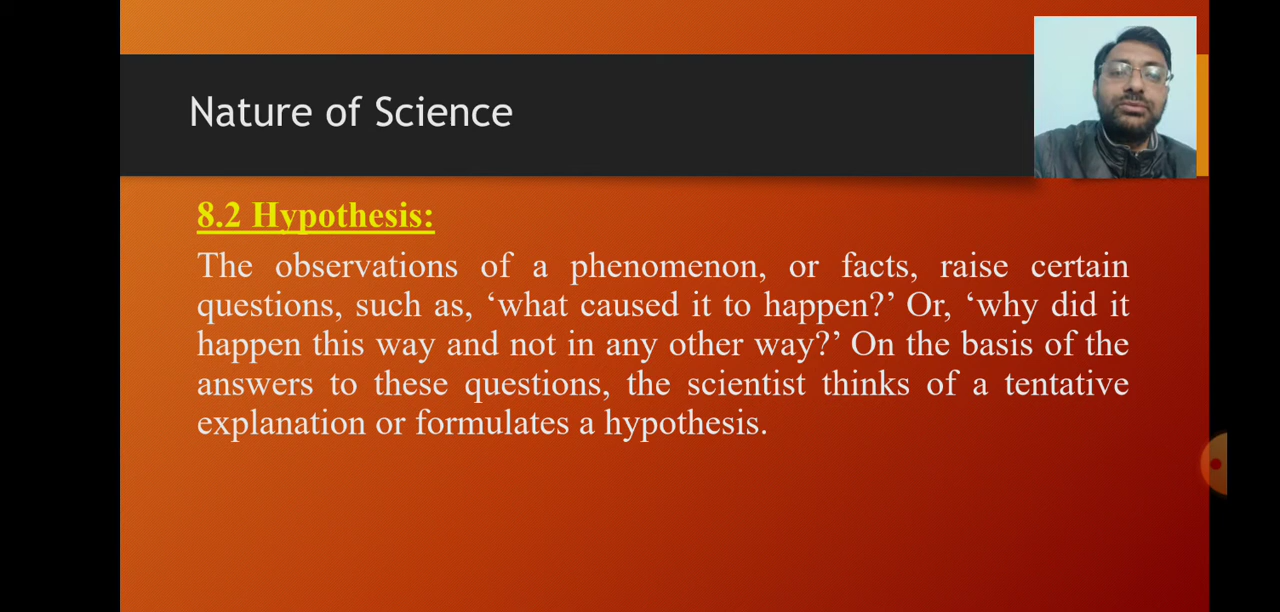 Nature of Science
8.2 Hypothesis:
The observations of a phenomenon, or facts, raise certain
questions, such as, ‘what caused it to happen?’ Or, ‘why did it
happen this way and not in any other way?’ On the basis of the
answers to these questions, the scientist thinks of a tentative
explanation or formulates a hypothesis.